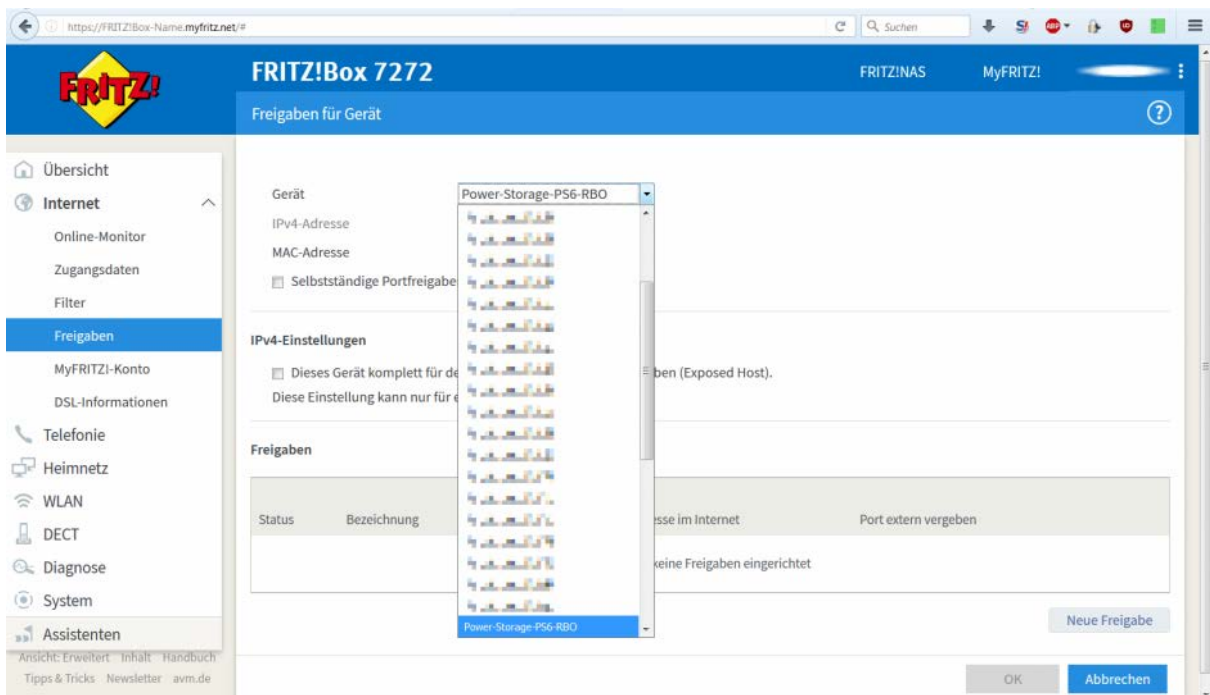 https://FRITZ!Box-Name.myfritz.net/#
Suchen
ABP
FRITZ!
FRITZ!Box 7272
FRITZ!NAS
MyFRITZ!
Freigaben für Gerät
?
Übersicht
Internet
Online-Monitor
Zugangsdaten
Filter
Freigaben
MyFRITZ!-Konto
DSL-Informationen
Telefonie
Heimnetz
WLAN
DECT
Diagnose
System
Assistenten
Ansicht: Erweitert Inhalt Handbuch
Tipps & Tricks Newsletter avm.de
Gerät Power-Storage-PS6-RBO
IPv4-Adresse
MAC-Adresse
Selbstständige Portfreigabe
IPv4-Einstellungen
Dieses Gerät komplett für de ben (Exposed Host).
Diese Einstellung kann nur für e
Freigaben
Status Bezeichnung sse im Internet Port extern vergeben
keine Freigaben eingerichtet
Power-Storage-PS6-RBO
Neue Freigabe
OK Abbrechen